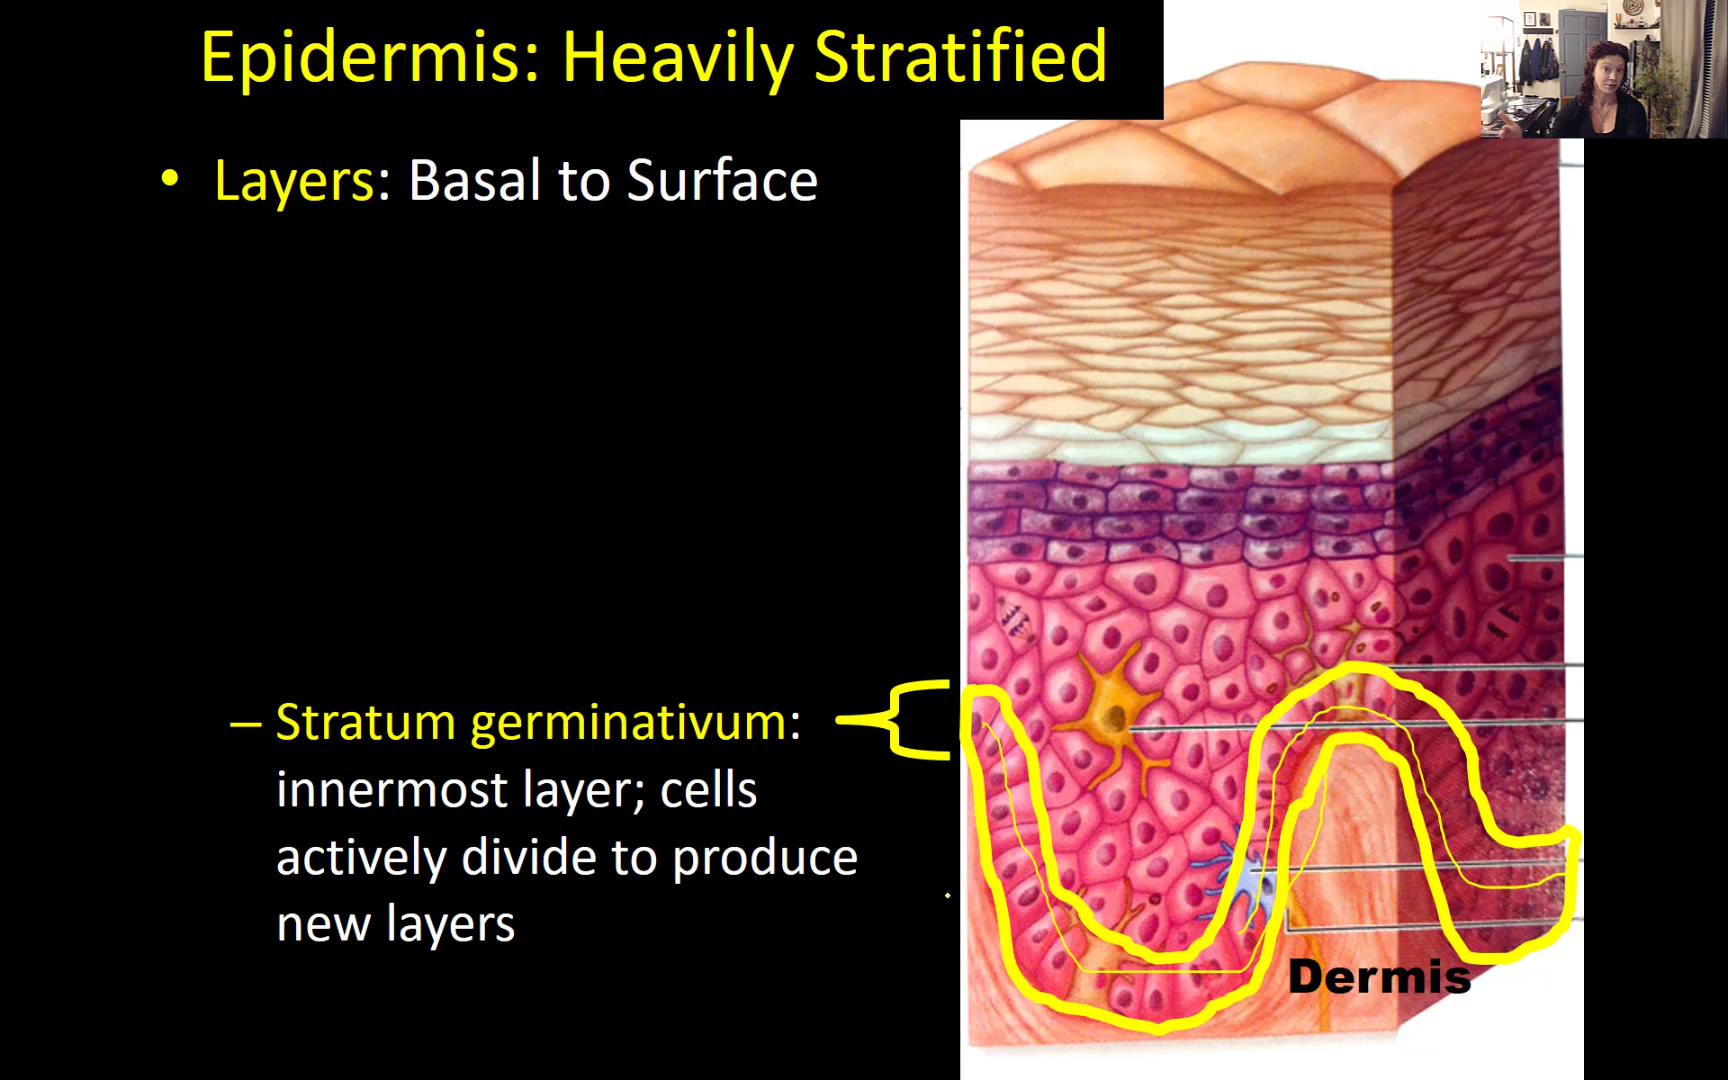 Epidermis: Heavily Stratified
• Layers: Basal to Surface
– Stratum germinativum:
innermost layer; cells
actively divide to produce
new layers
Dermis